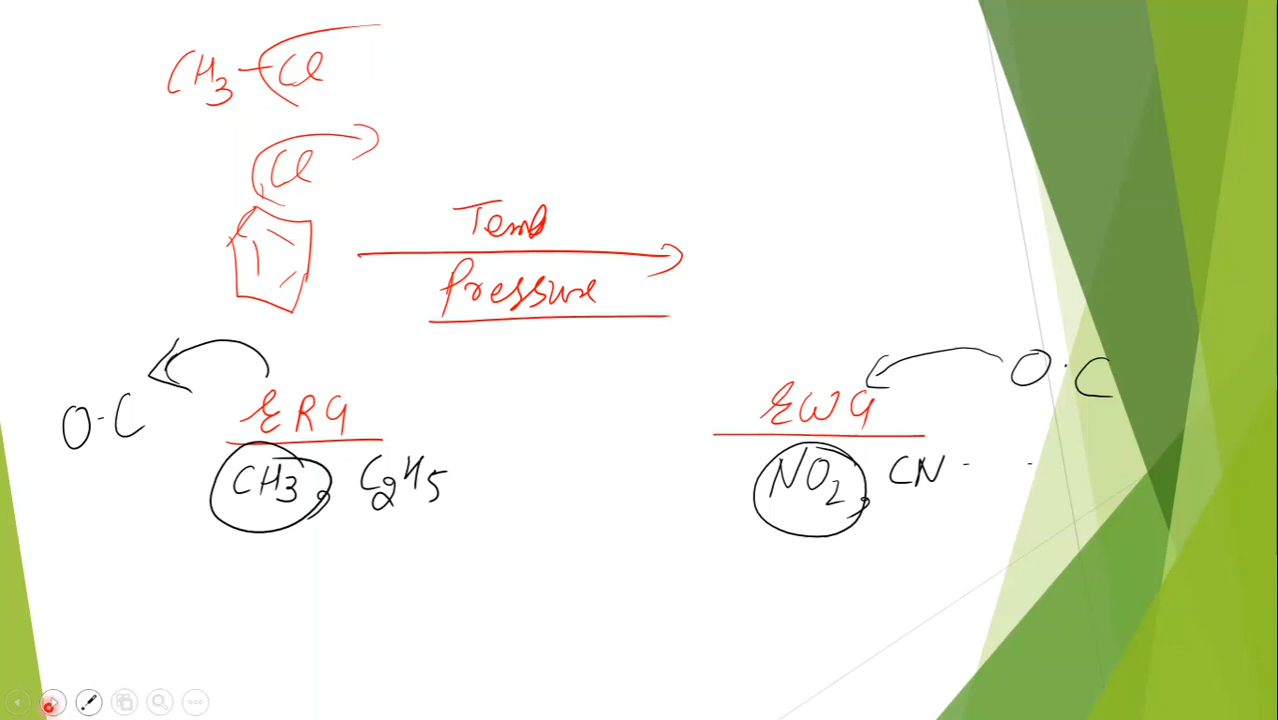 CH3-Cl
Cl
Temp
Pressure
O-C
ERG
CH3, C2H5
O-C
EWG
NO2, CN - -